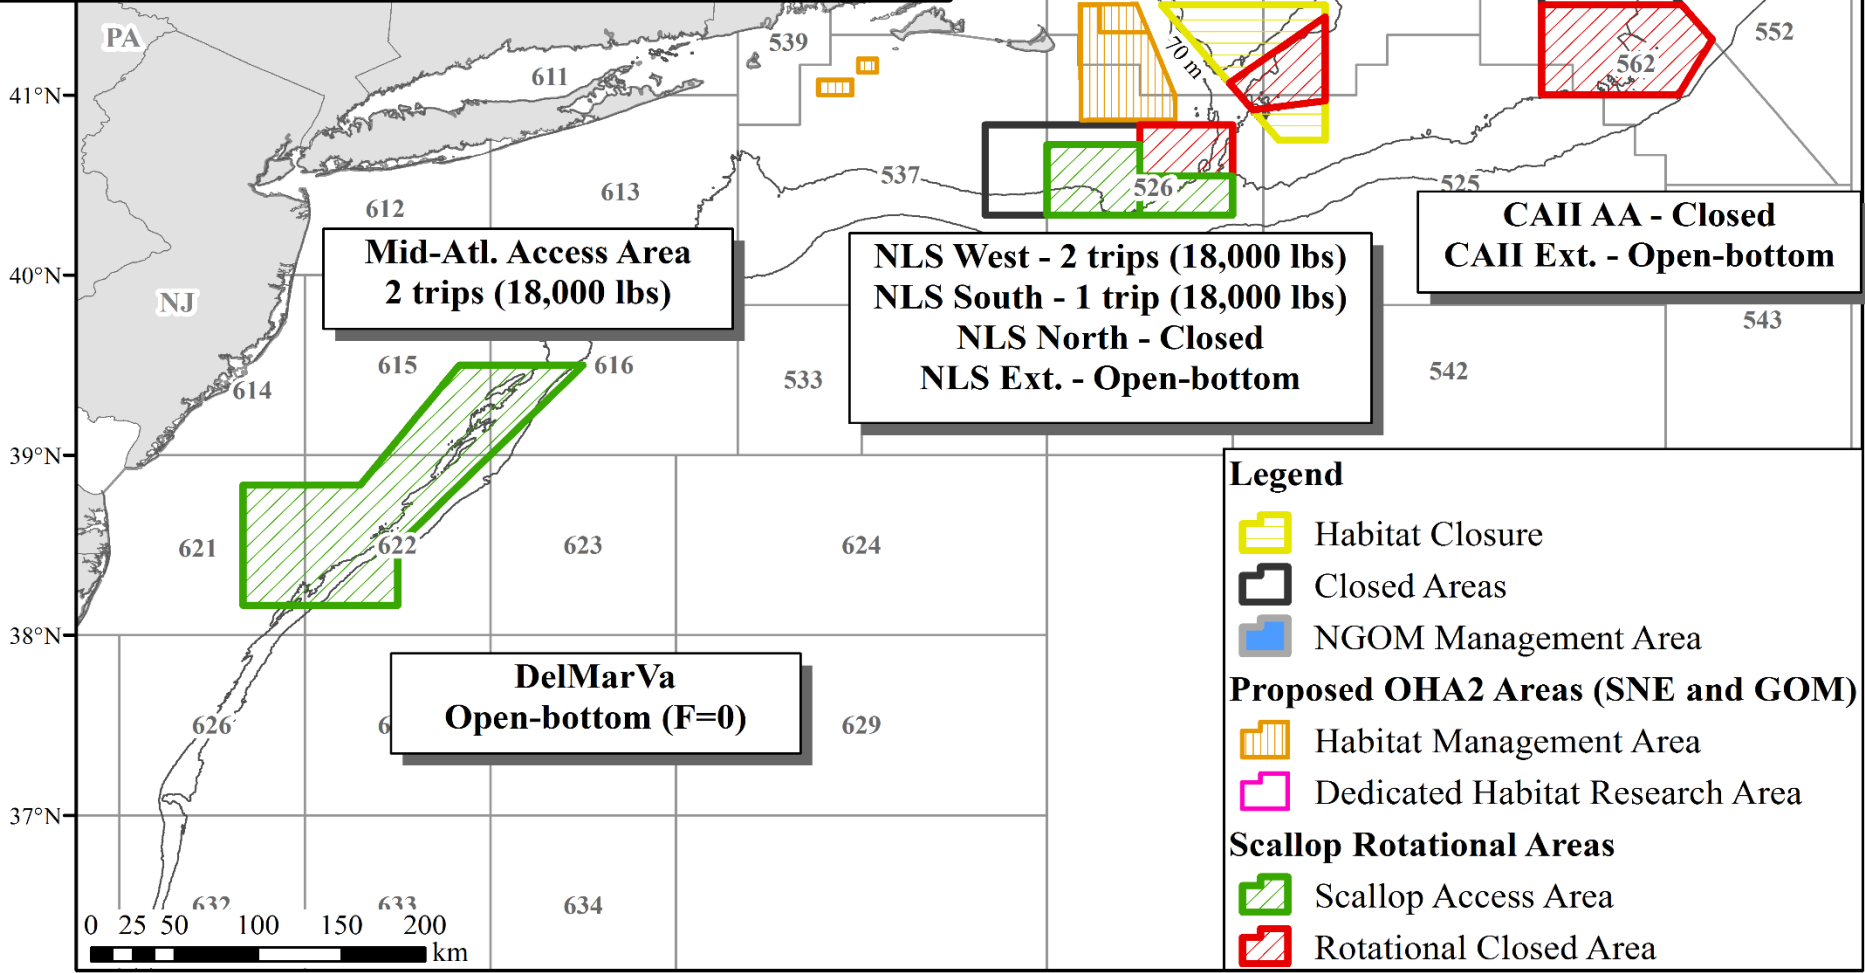 PA
539
70 m
552
562
611
41°N
537
526
525
612
613
CAII AA - Closed
CAII Ext. - Open-bottom
Mid-Atl. Access Area
2 trips (18,000 lbs)
NLS West - 2 trips (18,000 lbs)
NLS South - 1 trip (18,000 lbs)
NLS North - Closed
NLS Ext. - Open-bottom
40°N
NJ
543
615
616
533
542
614
39°N
Legend
Habitat Closure
Closed Areas
NGOM Management Area
Proposed OHA2 Areas (SNE and GOM)
Habitat Management Area
Dedicated Habitat Research Area
Scallop Rotational Areas
Scallop Access Area
Rotational Closed Area
621
622
623
624
38°N
DelMarVa
Open-bottom (F=0)
626
6
629
37°N
632
633
634
0 25 50 100 150 200
km